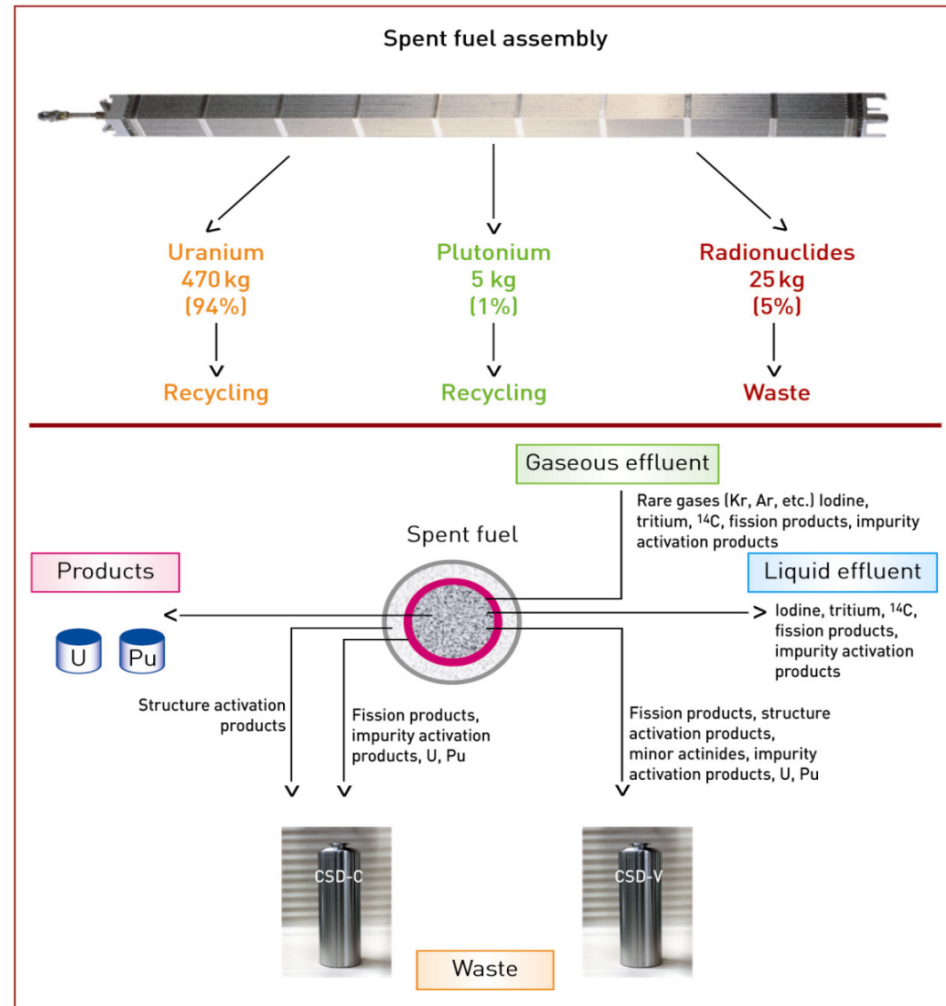 Spent fuel assembly
Uranium
470 kg
(94%)
Plutonium
5 kg
(1%)
Radionuclides
25 kg
(5%)
Recycling
Recycling
Waste
Gaseous effluent
Rare gases (Kr, Ar, etc.) Iodine,
tritium, ¹⁴C, fission products, impurity
activation products
Spent fuel
Products
Liquid effluent
Iodine, tritium, ¹⁴C,
fission products,
impurity activation
products
U
Pu
Structure activation
products
Fission products,
impurity activation
products, U, Pu
Fission products, structure
activation products,
minor actinides, impurity
activation products, U, Pu
CSD-C
CSD-V
Waste